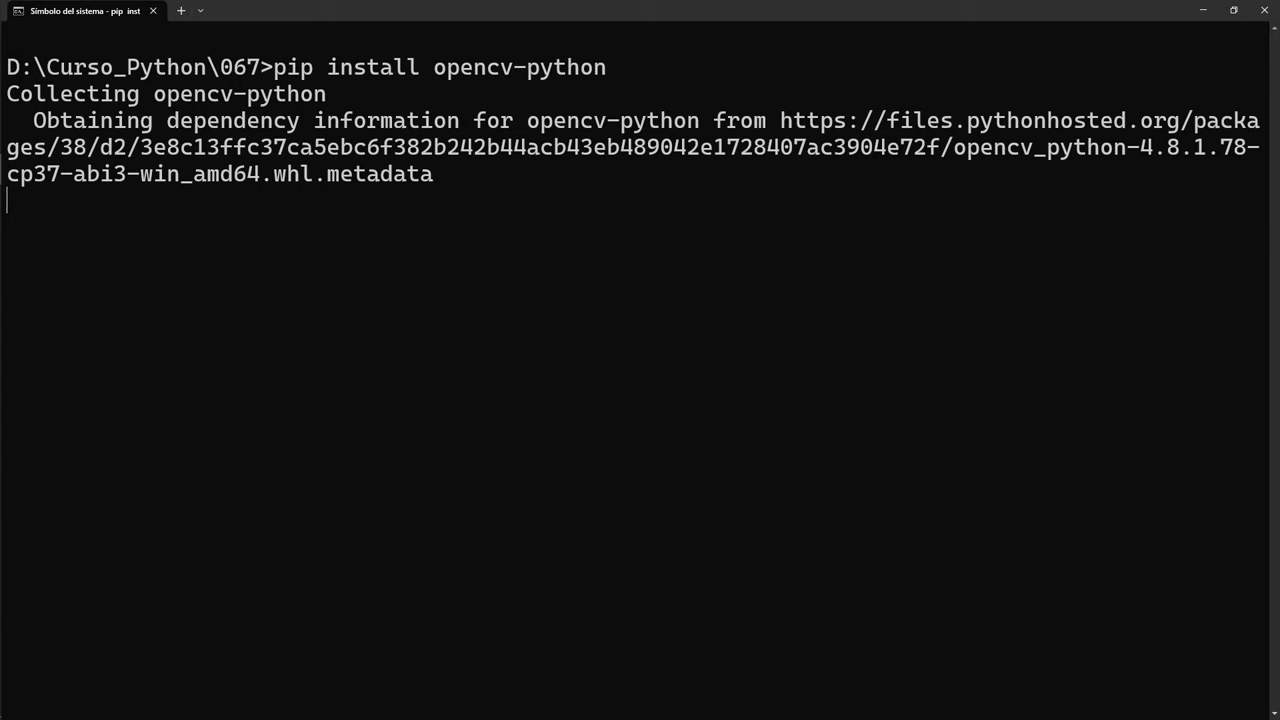 Símbolo del sistema - pip inst
D:\Curso_Python\067>pip install opencv-python
Collecting opencv-python
  Obtaining dependency information for opencv-python from https://files.pythonhosted.org/packa
ges/38/d2/3e8c13ffc37ca5ebc6f382b242b44acb43eb489042e1728407ac3904e72f/opencv_python-4.8.1.78-
cp37-abi3-win_amd64.whl.metadata